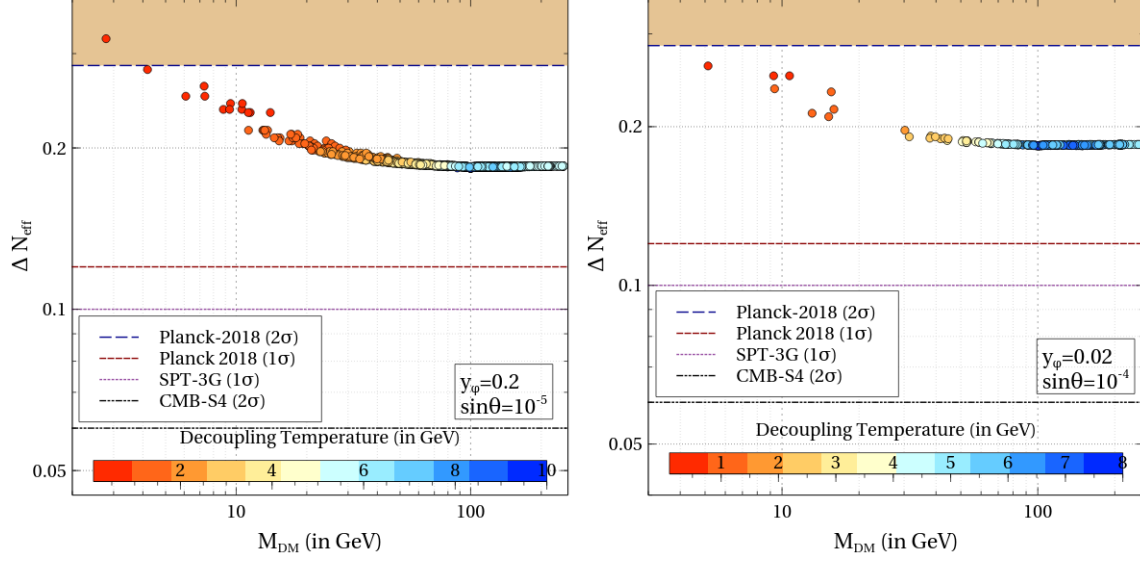 0.2
0.1
0.05
Δ N_eff
Planck-2018 (2σ)
Planck 2018 (1σ)
SPT-3G (1σ)
CMB-S4 (2σ)
y_φ=0.2
sinθ=10^-5
Decoupling Temperature (in GeV)
2 4 6 8 10
10 100
M_DM (in GeV)
0.2
0.1
0.05
Δ N_eff
Planck-2018 (2σ)
Planck 2018 (1σ)
SPT-3G (1σ)
CMB-S4 (2σ)
y_φ=0.02
sinθ=10^-4
Decoupling Temperature (in GeV)
1 2 3 4 5 6 7 8
10 100
M_DM (in GeV)